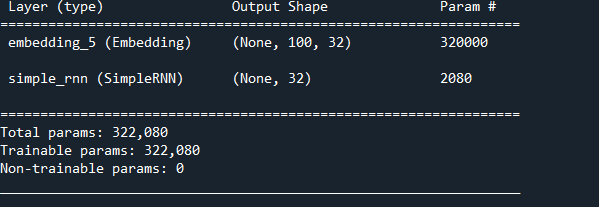 Layer (type) Output Shape Param #
=================================================================
embedding_5 (Embedding) (None, 100, 32) 320000
simple_rnn (SimpleRNN) (None, 32) 2080
=================================================================
Total params: 322,080
Trainable params: 322,080
Non-trainable params: 0
_________________________________________________________________